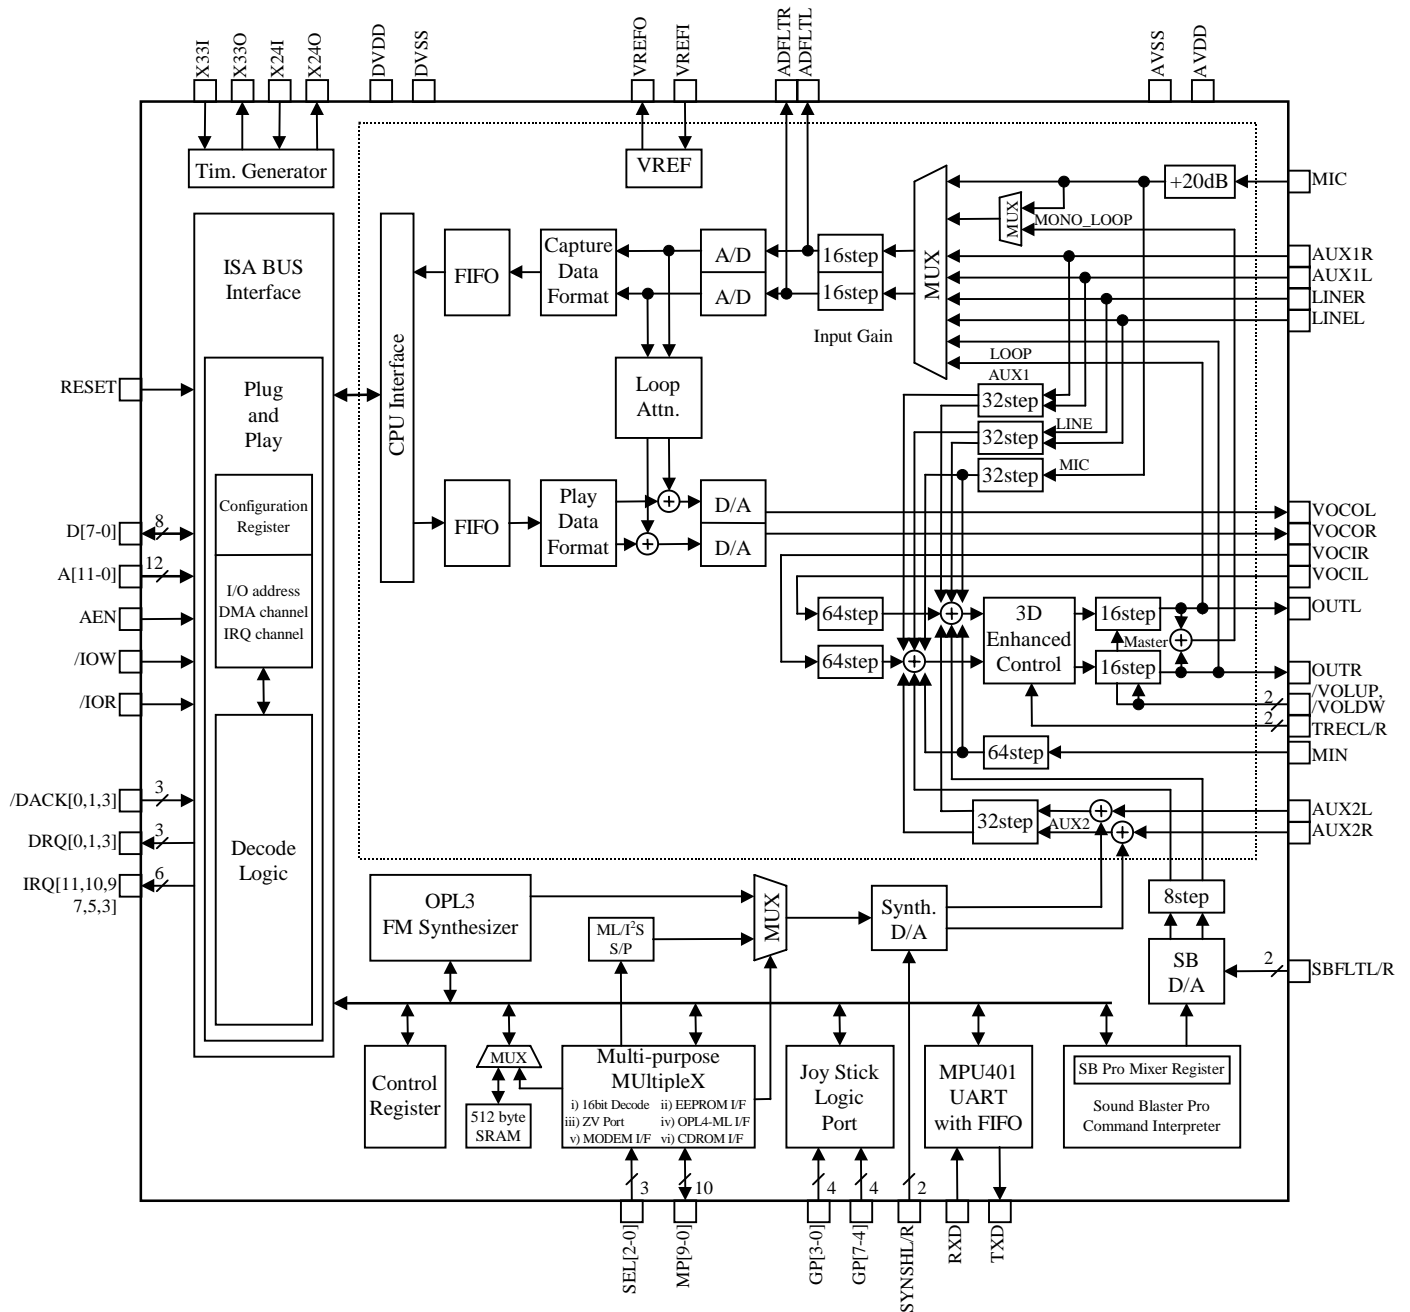 X33I
X33O
X24I
X24O
DVDD
DVSS
VREFO
VREFI
ADFLTR
ADFLTL
AVSS
AVDD
Tim. Generator
VREF
+20dB
MIC
MUX
MONO_LOOP
ISA BUS
Interface
CPU Interface
FIFO
Capture
Data
Format
A/D
A/D
16step
16step
Input Gain
MUX
AUX1R
AUX1L
LINER
LINEL
LOOP
AUX1
32step
LINE
32step
MIC
32step
RESET
Plug
and
Play
Loop
Attn.
Configuration
Register
D[7-0]
8
A[11-0]
12
I/O address
DMA channel
IRQ channel
AEN
/IOW
/IOR
FIFO
Play
Data
Format
D/A
D/A
VOCOL
VOCOR
VOCIR
VOCIL
64step
64step
3D
Enhanced
Control
16step
Master
16step
OUTL
OUTR
2
/VOLUP,
/VOLDW
2
TRECL/R
64step
MIN
/DACK[0,1,3]
3
DRQ[0,1,3]
3
IRQ[11,10,9
7,5,3]
6
Decode
Logic
32step
AUX2
AUX2L
AUX2R
OPL3
FM Synthesizer
ML/I²S
S/P
MUX
Synth.
D/A
8step
SB
D/A
2
SBFLTL/R
Control
Register
MUX
512 byte
SRAM
Multi-purpose
MUltipleX
i) 16bit Decode
ii) EEPROM I/F
iii) ZV Port
iv) OPL4-ML I/F
v) MODEM I/F
vi) CDROM I/F
Joy Stick
Logic
Port
MPU401
UART
with FIFO
SB Pro Mixer Register
Sound Blaster Pro
Command Interpreter
3
10
4
4
2
SEL[2-0]
MP[9-0]
GP[3-0]
GP[7-4]
SYNSHL/R
RXD
TXD